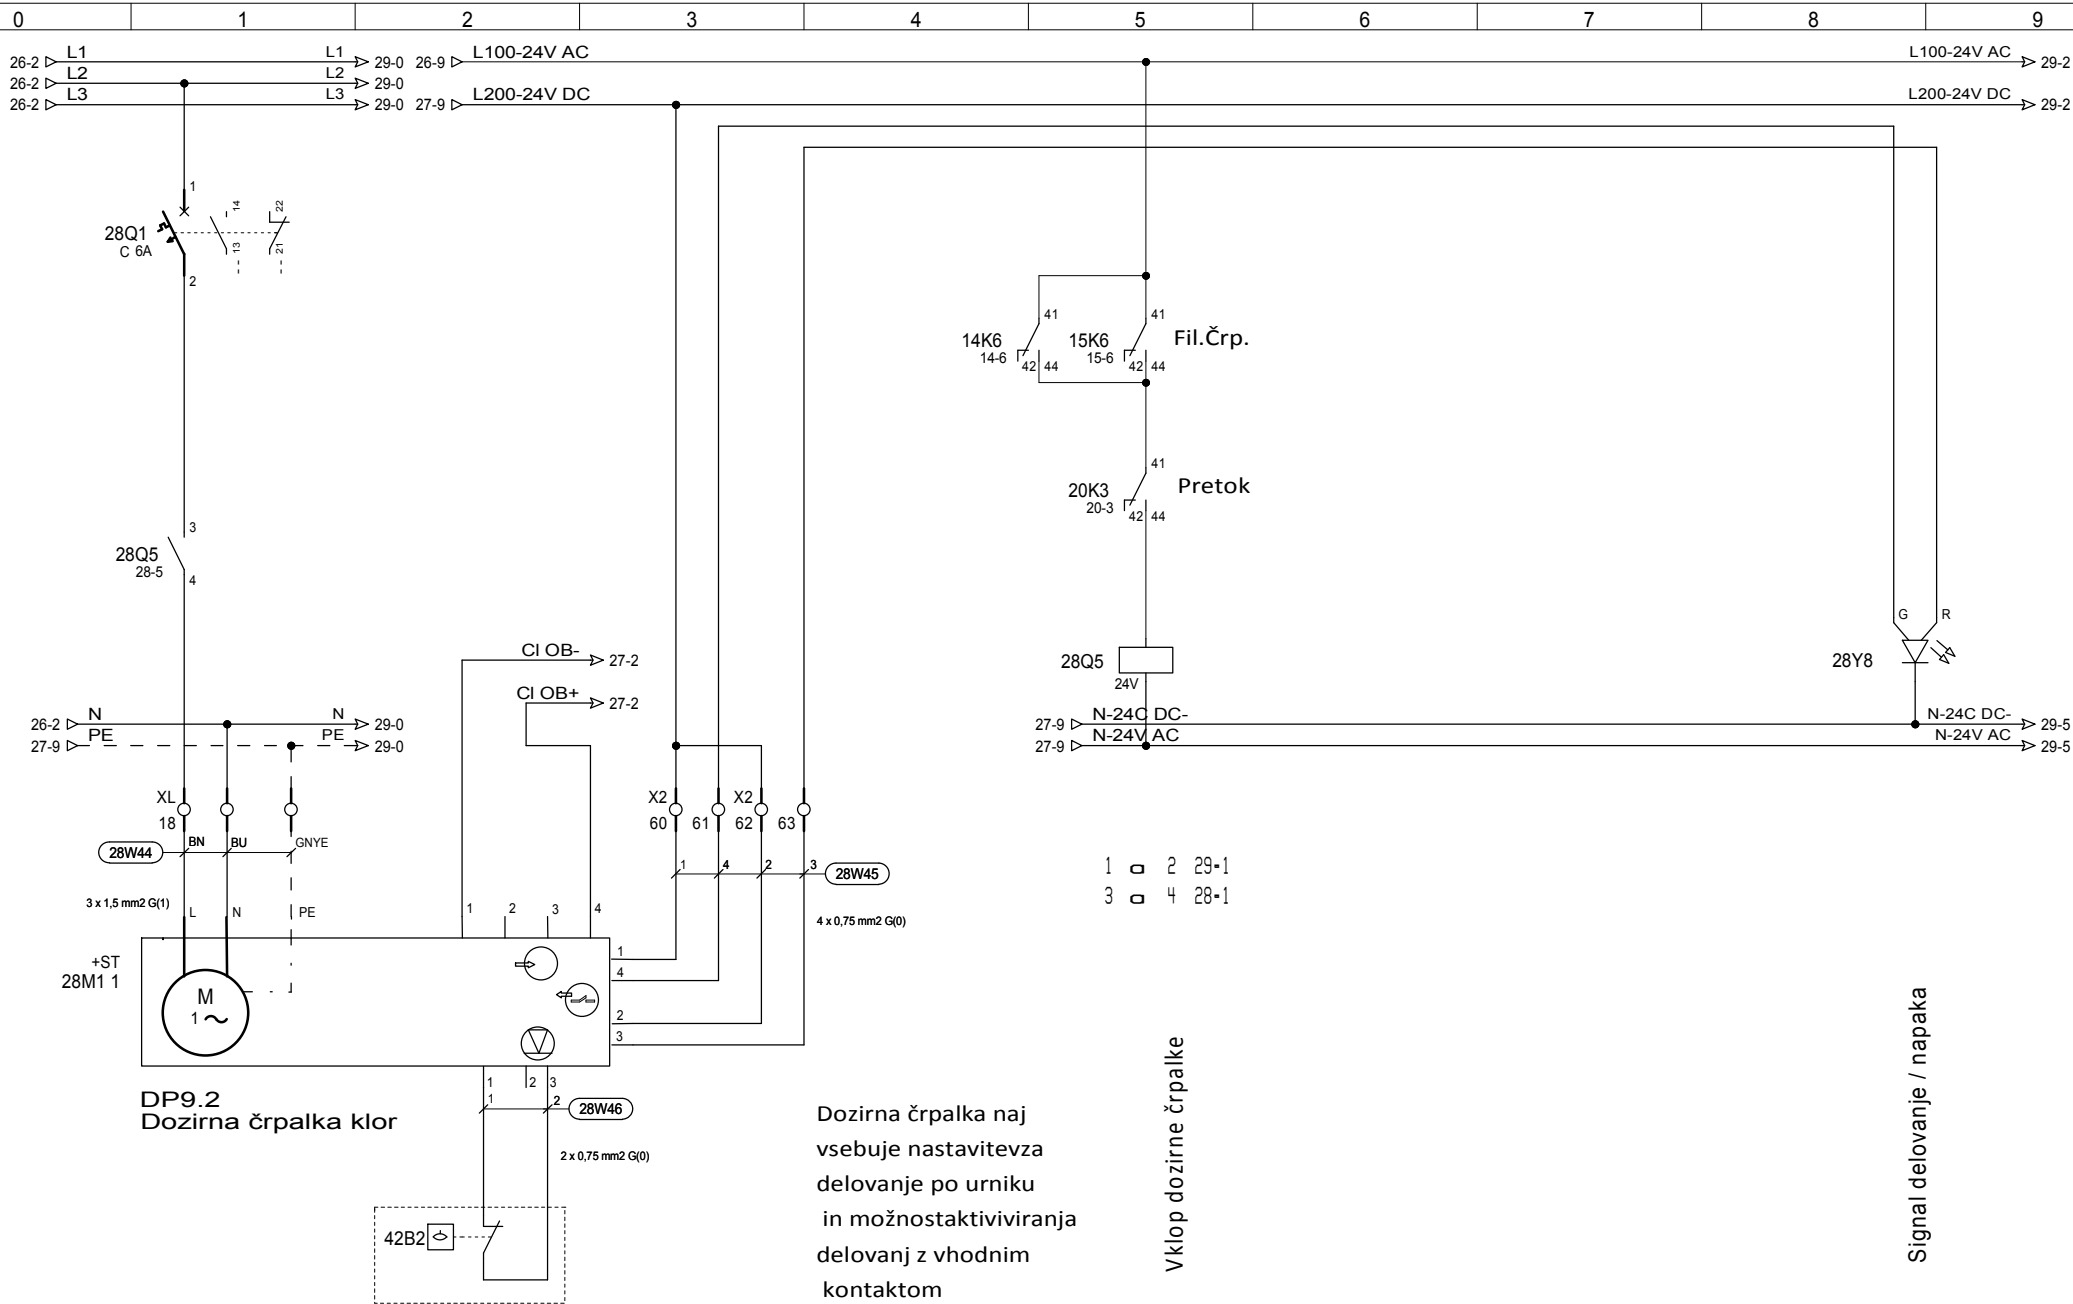 0 1 2 3 4 5 6 7 8 9
26-2 L1 L1 29-0 26-9 L100-24V AC L100-24V AC 29-2
26-2 L2 L2 29-0
26-2 L3 L3 29-0 27-9 L200-24V DC L200-24V DC 29-2
1
14 22
28Q1
C 6A
13 21
2
41 41
14K6 15K6 Fil.Črp.
14-6 15-6
42 44 42 44
41
20K3 Pretok
20-3
42 44
3
28Q5
28-5
4
G R
CI OB- 27-2
28Q5 28Y8
24V
CI OB+ 27-2
26-2 N N 29-0 27-9 N-24C DC- N-24C DC- 29-5
27-9 PE PE 29-0 27-9 N-24V AC N-24V AC 29-5
XL X2 X2
18 60 61 62 63
28W44 BN BU GNYE
1 4 2 3 28W45
1 2 29-1
3 4 28-1
3 x 1,5 mm2 G(1)
L N PE 1 2 3 4
4 x 0,75 mm2 G(0)
+ST
28M1 1
M
1
1
4
2
3
DP9.2
Dozirna črpalka klor
1 2 3
1 2 28W46
2 x 0,75 mm2 G(0)
42B2
Dozirna črpalka naj
vsebuje nastavitevza
delovanje po urniku
in možnostaktiviviranja
delovanj z vhodnim
kontaktom
Vklop dozirne črpalke
Signal delovanje / napaka